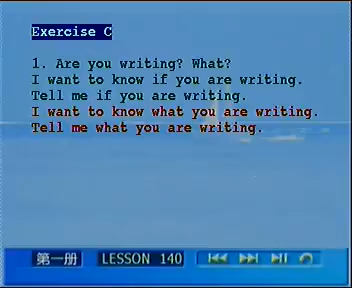 Exercise C
1. Are you writing? What?
I want to know if you are writing.
Tell me if you are writing.
I want to know what you are writing.
Tell me what you are writing.
第一册 LESSON 140